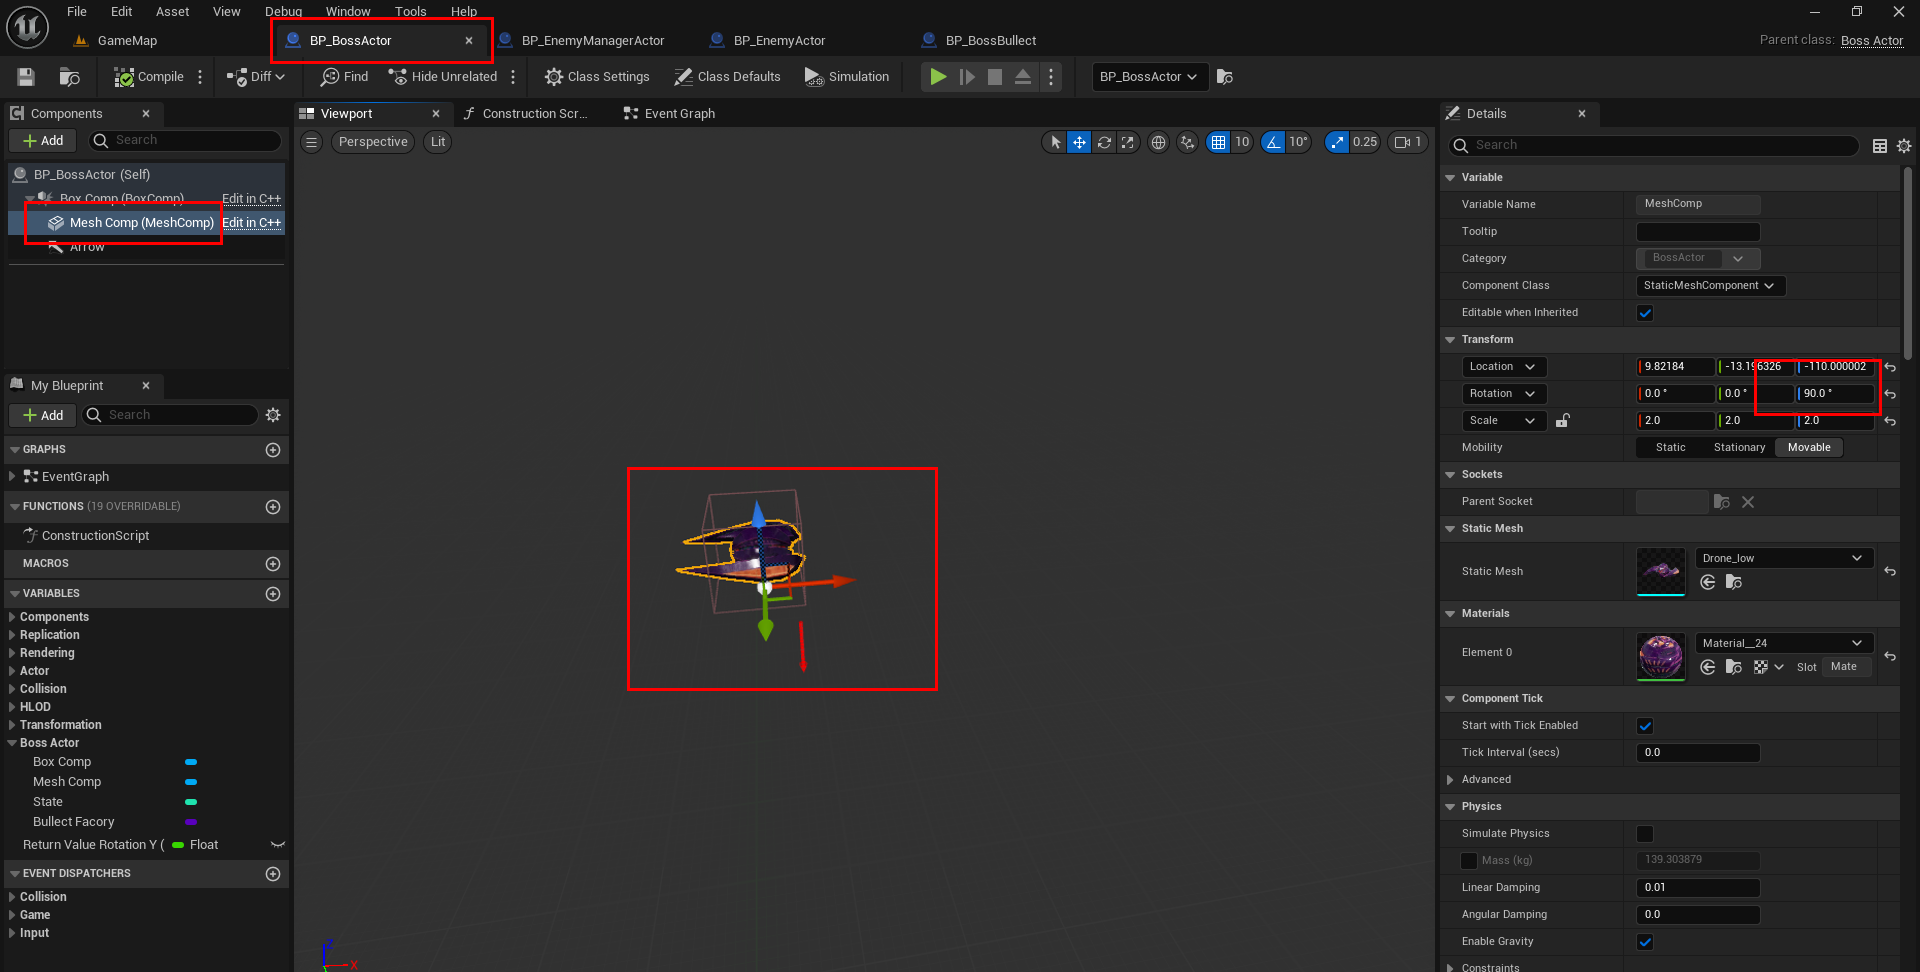 File Edit Asset View Debug Window Tools Help
GameMap
BP_BossActor
BP_EnemyManagerActor
BP_EnemyActor
BP_BossBullect
Parent class: Boss Actor
Compile
Diff
Find
Hide Unrelated
Class Settings
Class Defaults
Simulation
BP_BossActor
Components
Add
Search
BP_BossActor (Self)
Box Comp (BoxComp) Edit in C++
Mesh Comp (MeshComp) Edit in C++
Arrow
My Blueprint
Add
Search
GRAPHS
EventGraph
FUNCTIONS (19 OVERRIDABLE)
ConstructionScript
MACROS
VARIABLES
Components
Replication
Rendering
Actor
Collision
HLOD
Transformation
Boss Actor
Box Comp
Mesh Comp
State
Bullect Facory
Return Value Rotation Y ( Float
EVENT DISPATCHERS
Collision
Game
Input
Viewport
Construction Scr...
Event Graph
Perspective
Lit
10
10°
0.25
1
Z
X
Details
Search
Variable
Variable Name MeshComp
Tooltip
Category BossActor
Component Class StaticMeshComponent
Editable when Inherited
Transform
Location 9.82184 -13.196326 -110.000002
Rotation 0.0 ° 0.0 ° 90.0 °
Scale 2.0 2.0 2.0
Mobility Static Stationary Movable
Sockets
Parent Socket
Static Mesh
Static Mesh Drone_low
Materials
Element 0 Material__24
Slot Mate
Component Tick
Start with Tick Enabled
Tick Interval (secs) 0.0
Advanced
Physics
Simulate Physics
Mass (kg) 139.303879
Linear Damping 0.01
Angular Damping 0.0
Enable Gravity
Constraints